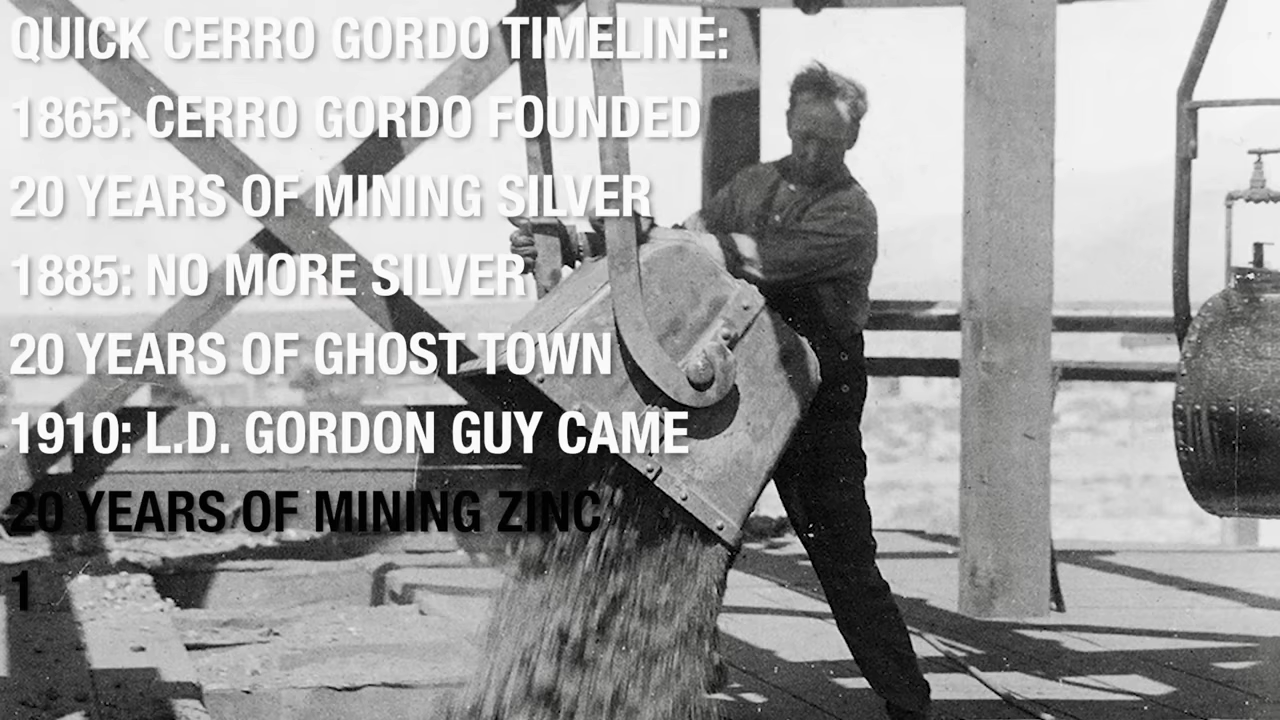 QUICK CERRO GORDO TIMELINE:
1865: CERRO GORDO FOUNDED
20 YEARS OF MINING SILVER
1885: NO MORE SILVER
20 YEARS OF GHOST TOWN
1910: L.D. GORDON GUY CAME
20 YEARS OF MINING ZINC
1